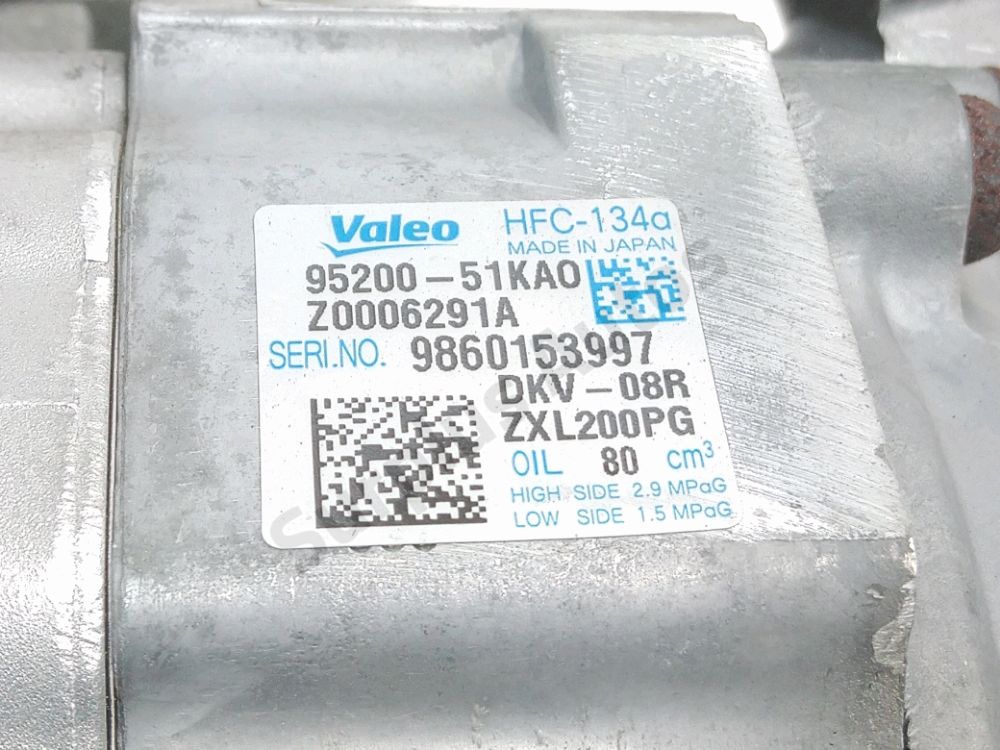 Valeo HFC-134a
MADE IN JAPAN
95200-51KA0
Z0006291A
SERI.NO. 9860153997
DKV-08R
ZXL200PG
OIL 80 cm³
HIGH SIDE 2.9 MPaG
LOW SIDE 1.5 MPaG